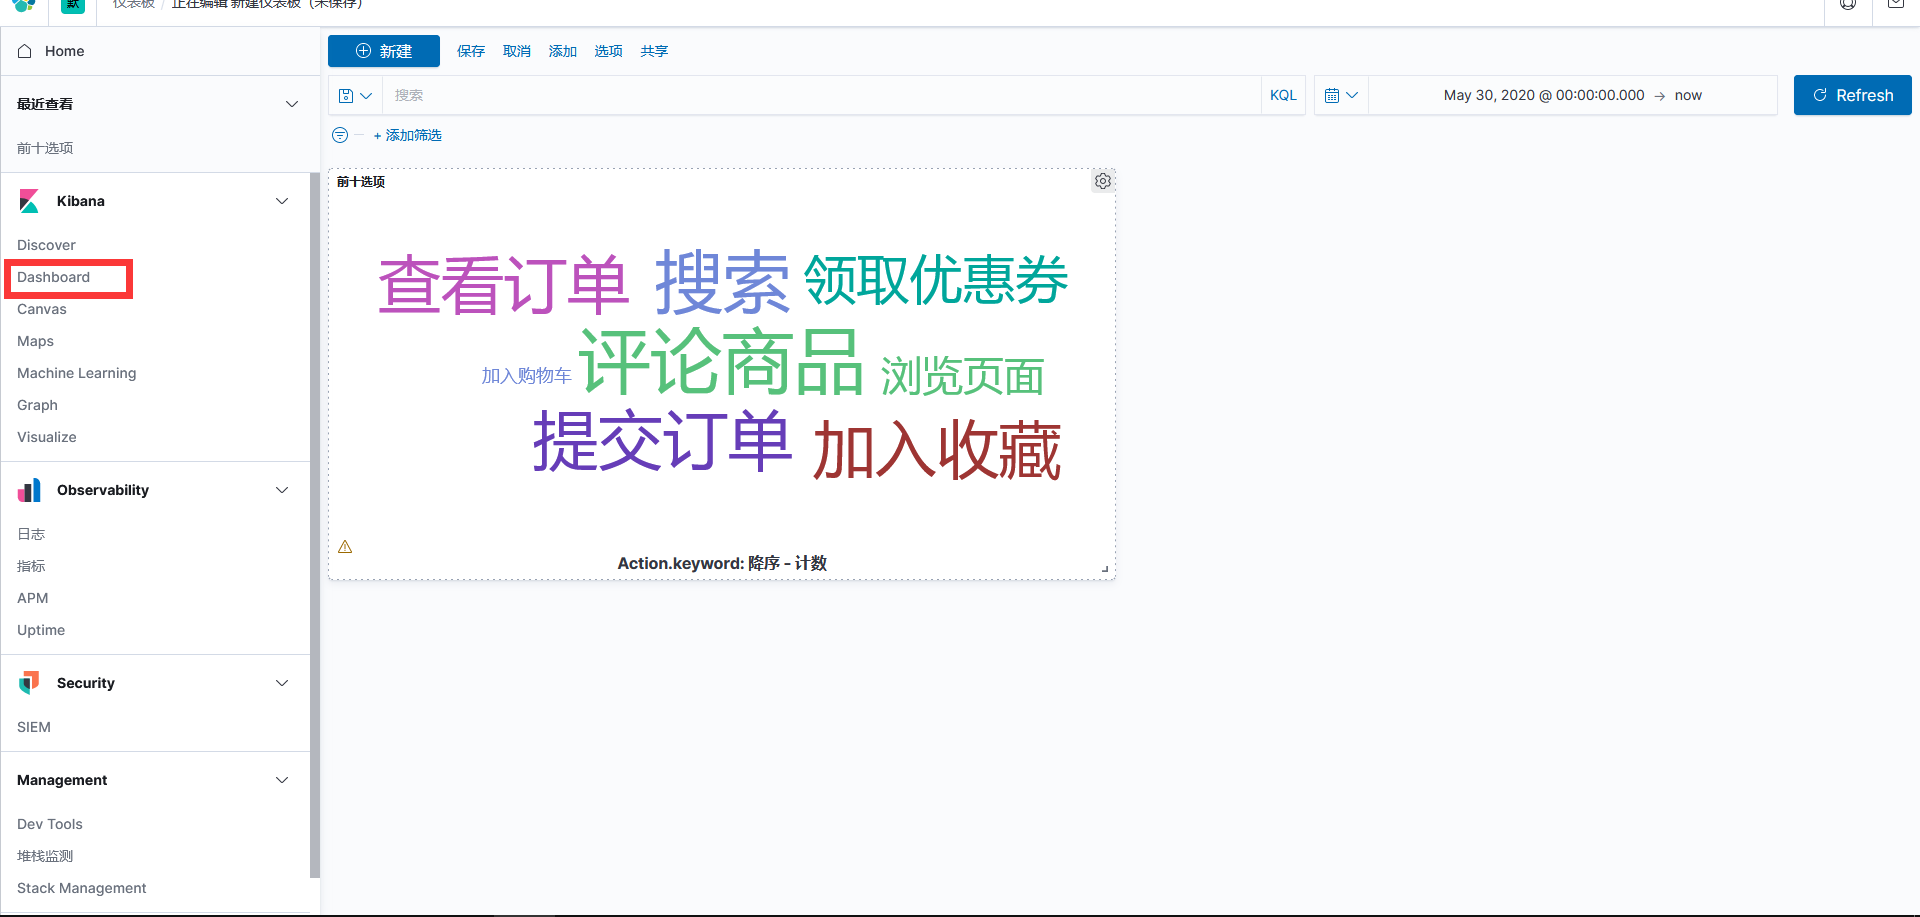 默 仪表板 / 正在编辑 新建仪表板（未保存）
Home
最近查看
前十选项
Kibana
Discover
Dashboard
Canvas
Maps
Machine Learning
Graph
Visualize
Observability
日志
指标
APM
Uptime
Security
SIEM
Management
Dev Tools
堆栈监测
Stack Management
新建 保存 取消 添加 选项 共享
搜索 KQL May 30, 2020 @ 00:00:00.000 → now Refresh
+ 添加筛选
前十选项
查看订单 搜索 领取优惠券
加入购物车 评论商品 浏览页面
提交订单 加入收藏
Action.keyword: 降序 - 计数